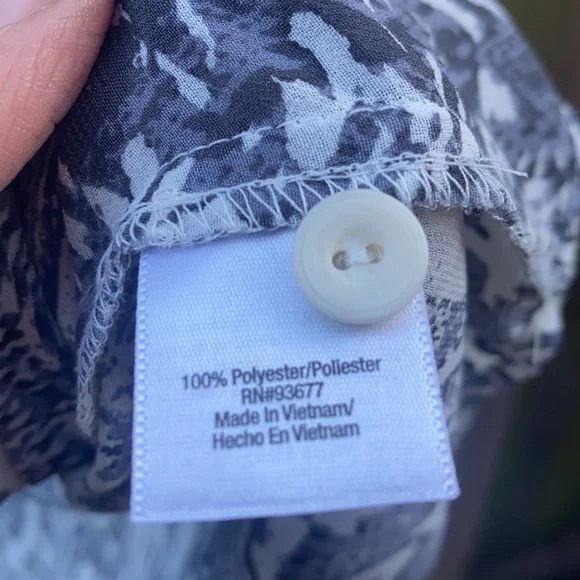 100% Polyester/Poliester
RN#93677
Made In Vietnam/
Hecho En Vietnam